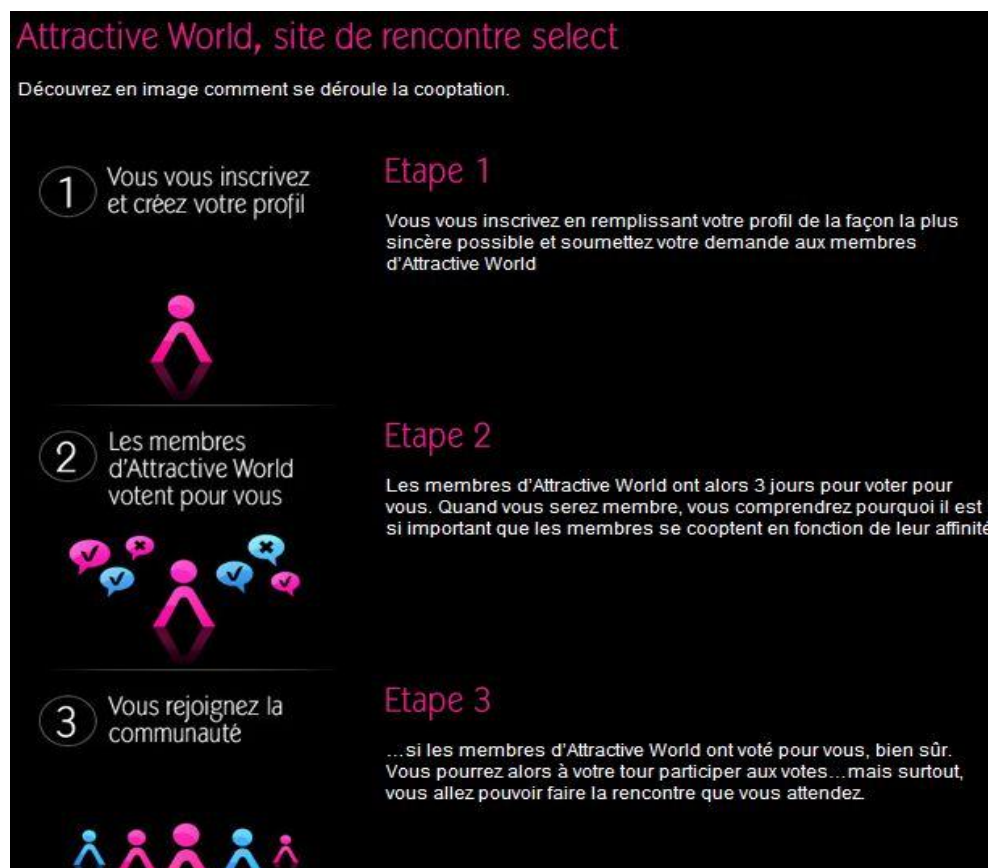 Attractive World, site de rencontre select
Découvrez en image comment se déroule la cooptation.
1
Vous vous inscrivez
et créez votre profil
Etape 1
Vous vous inscrivez en remplissant votre profil de la façon la plus
sincère possible et soumettez votre demande aux membres
d'Attractive World
2
Les membres
d'Attractive World
votent pour vous
Etape 2
Les membres d'Attractive World ont alors 3 jours pour voter pour
vous. Quand vous serez membre, vous comprendrez pourquoi il est
si important que les membres se cooptent en fonction de leur affinité
3
Vous rejoignez la
communauté
Etape 3
...si les membres d'Attractive World ont voté pour vous, bien sûr.
Vous pourrez alors à votre tour participer aux votes...mais surtout,
vous allez pouvoir faire la rencontre que vous attendez.